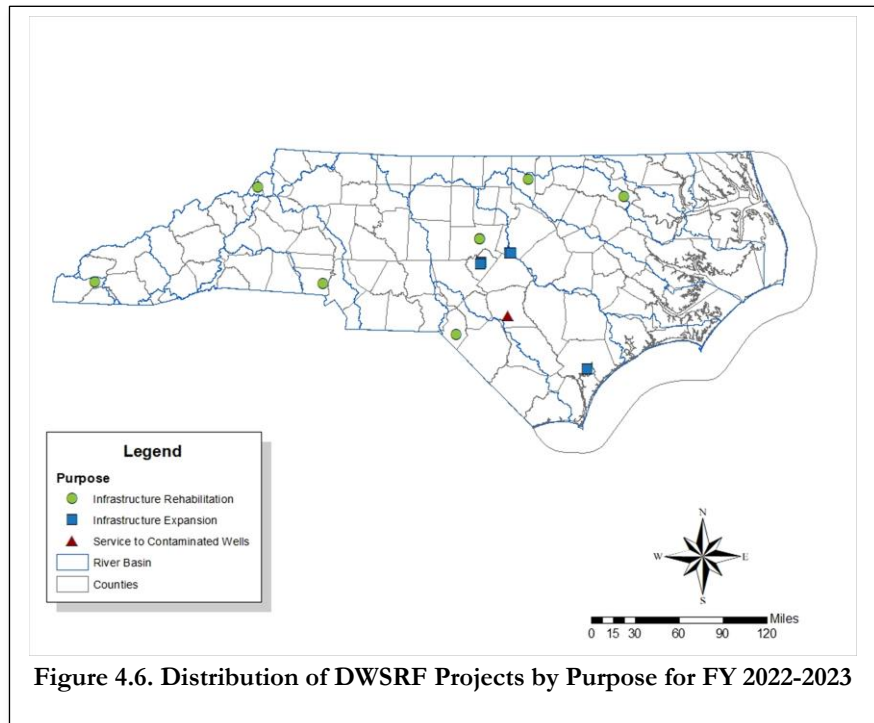 Legend
Purpose
Infrastructure Rehabilitation
Infrastructure Expansion
Service to Contaminated Wells
River Basin
Counties
N
W E
S
Miles
0 15 30 60 90 120
Figure 4.6. Distribution of DWSRF Projects by Purpose for FY 2022-2023